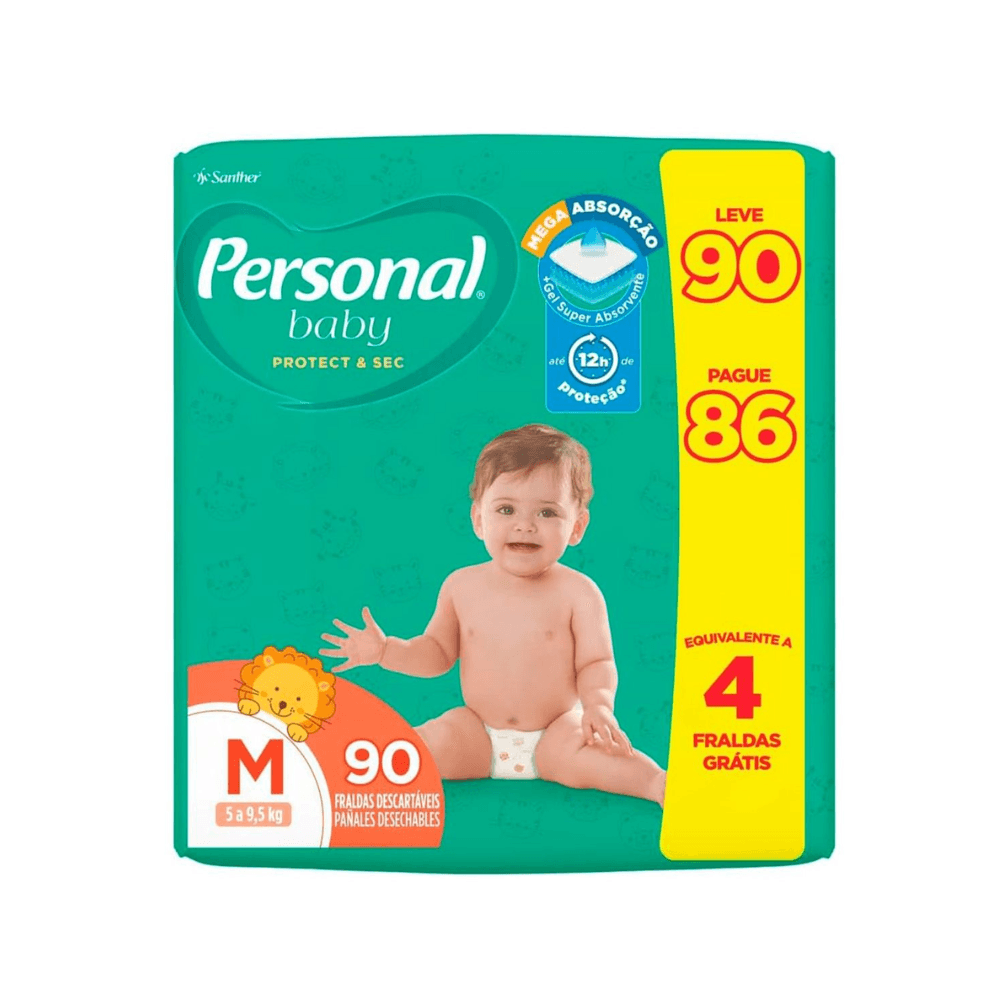 Santher
Personal®
baby
PROTECT & SEC
MEGA ABSORÇÃO
+Gel Super Absorvente
até 12h de
proteção*
LEVE
90
PAGUE
86
EQUIVALENTE A
4
FRALDAS
GRÁTIS
M
5 a 9,5 kg
90
FRALDAS DESCARTÁVEIS
PAÑALES DESECHABLES